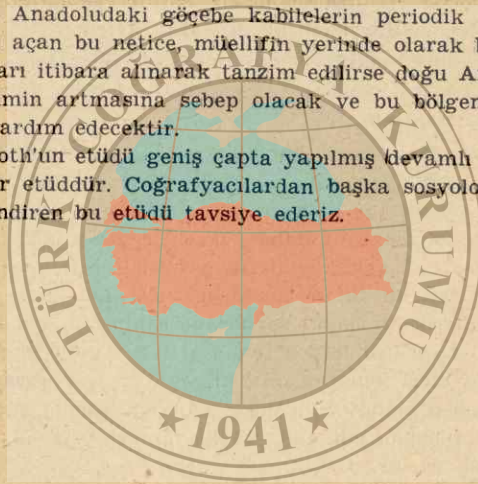 Anadoludaki göçebe kabilelerin periodik
açan bu netice, müellifin yerinde olarak
arı itibara alınarak tanzim edilirse doğu A
min artmasına sebep olacak ve bu bölgen
ardım edecektir.
oth'un etüdü geniş çapta yapılmış devamlı
r etüddür. Coğrafyacılardan başka sosyolo
ndiren bu etüdü tavsiye ederiz.
TÜRK COĞRAFYA KURUMU
★1941★